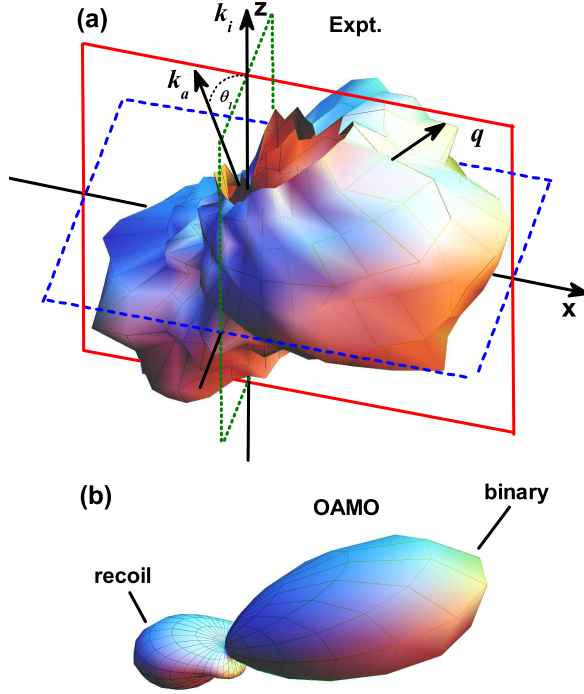 (a)
k_i
z
Expt.
k_a
θ_1
q
x
(b)
OAMO
binary
recoil